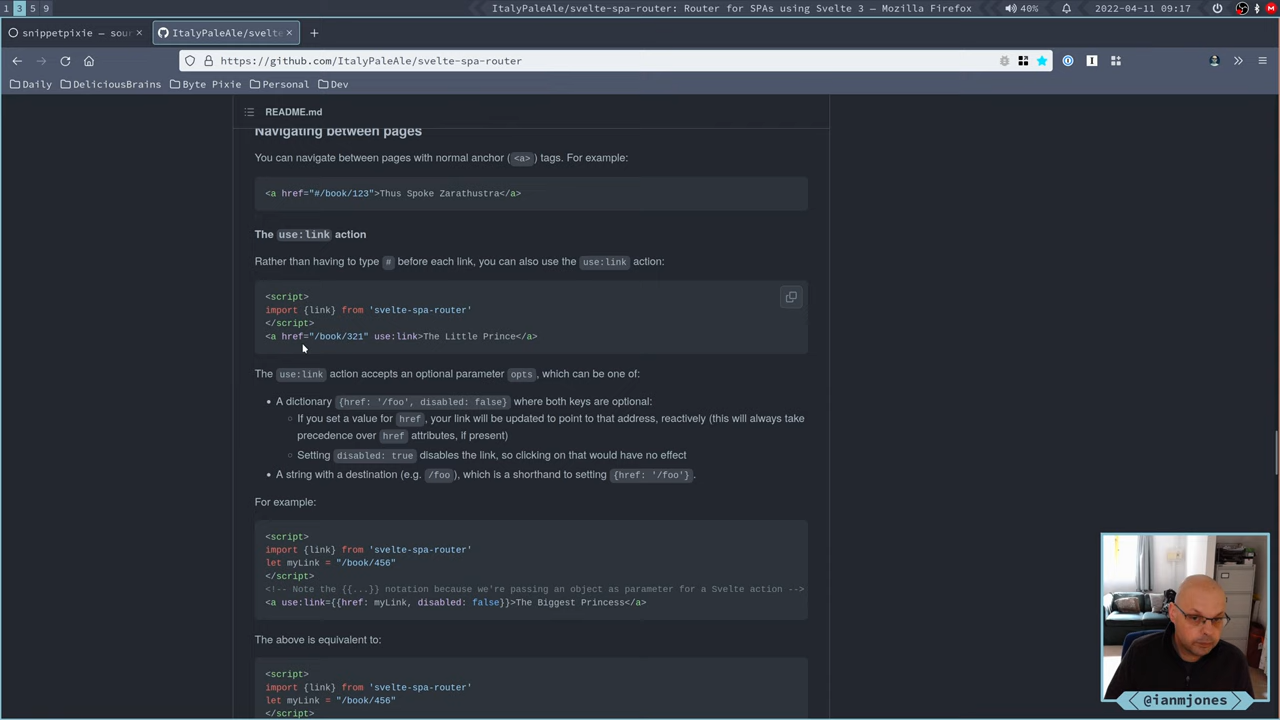 1 3 5 9
ItalyPaleAle/svelte-spa-router: Router for SPAs using Svelte 3 — Mozilla Firefox
40%
2022-04-11 09:17
snippetpixie — sour
ItalyPaleAle/svelte
https://github.com/ItalyPaleAle/svelte-spa-router
Daily
DeliciousBrains
Byte Pixie
Personal
Dev
README.md
Navigating between pages
You can navigate between pages with normal anchor ( <a> ) tags. For example:
<a href="#/book/123">Thus Spoke Zarathustra</a>
The use:link action
Rather than having to type # before each link, you can also use the use:link action:
<script>
import {link} from 'svelte-spa-router'
</script>
<a href="/book/321" use:link>The Little Prince</a>
The use:link action accepts an optional parameter opts , which can be one of:
• A dictionary {href: '/foo', disabled: false} where both keys are optional:
If you set a value for href , your link will be updated to point to that address, reactively (this will always take
precedence over href attributes, if present)
Setting disabled: true disables the link, so clicking on that would have no effect
• A string with a destination (e.g. /foo ), which is a shorthand to setting {href: '/foo'} .
For example:
<script>
import {link} from 'svelte-spa-router'
let myLink = "/book/456"
</script>
<!-- Note the {{...}} notation because we're passing an object as parameter for a Svelte action -->
<a use:link={{href: myLink, disabled: false}}>The Biggest Princess</a>
The above is equivalent to:
<script>
import {link} from 'svelte-spa-router'
let myLink = "/book/456"
</script>
@ianmjones